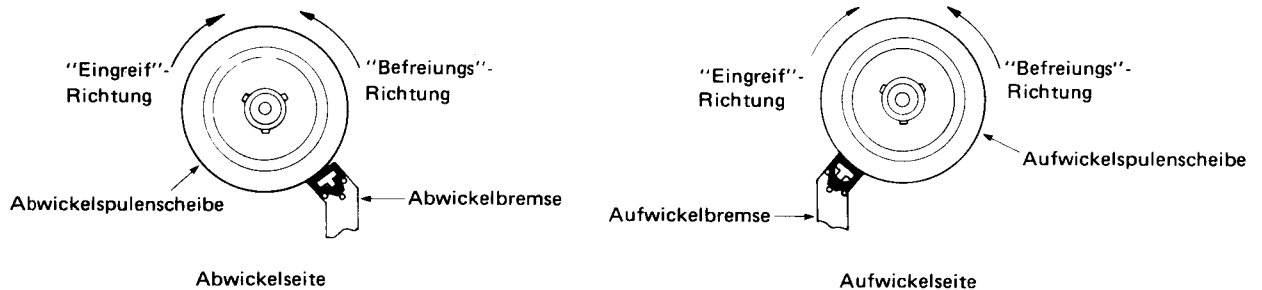 "Eingreif"-
Richtung
"Befreiungs"-
Richtung
Abwickelspulenscheibe
Abwickelbremse
Abwickelseite
"Eingreif"-
Richtung
"Befreiungs"-
Richtung
Aufwickelspulenscheibe
Aufwickelbremse
Aufwickelseite